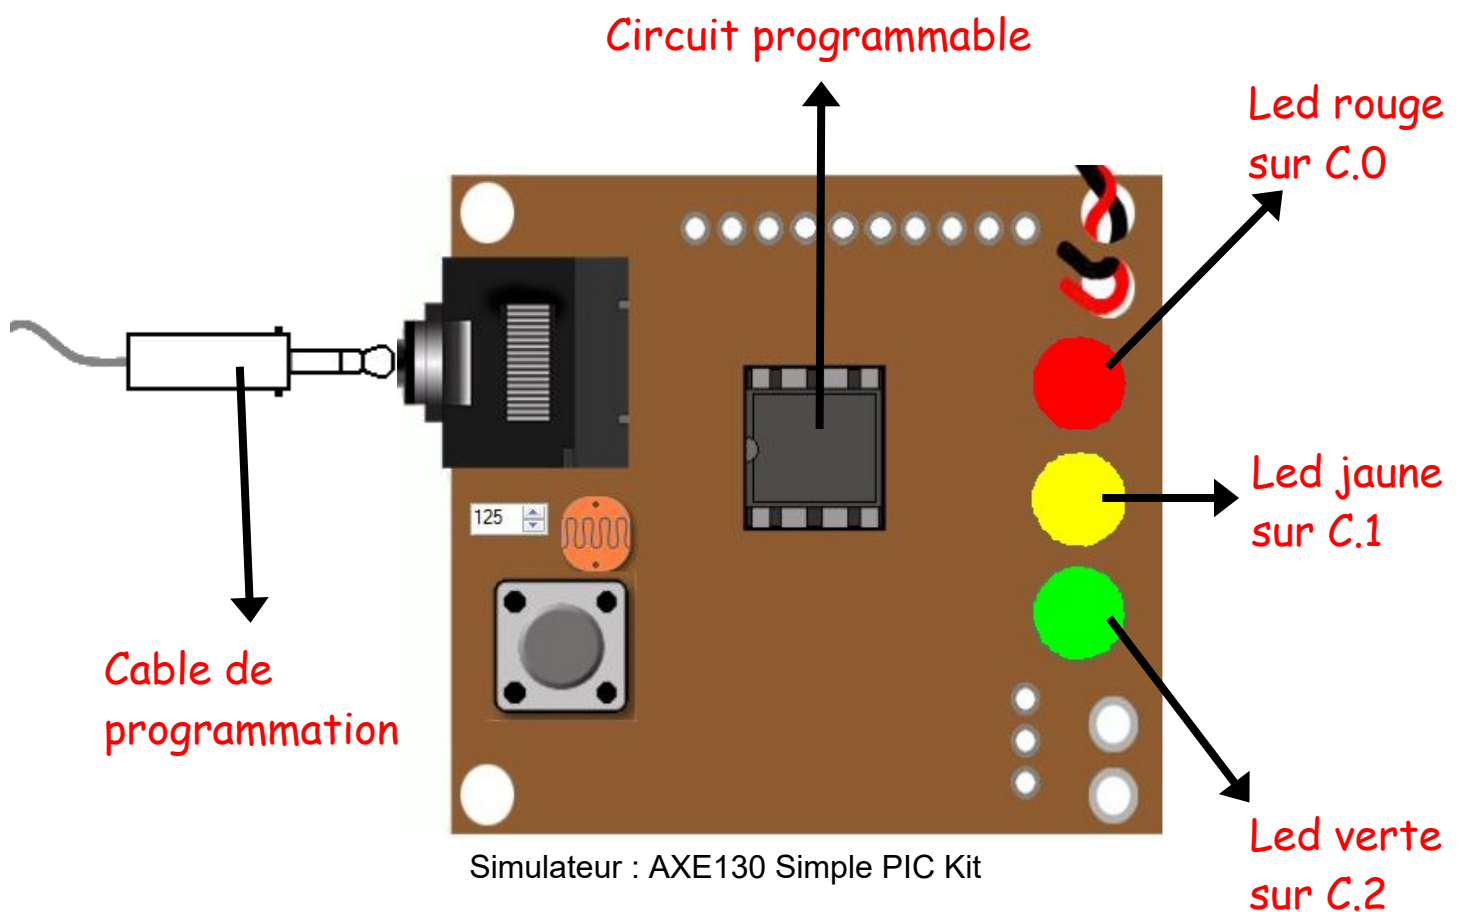 Circuit programmable
Led rouge
sur C.0
125
Led jaune
sur C.1
Cable de
programmation
Led verte
sur C.2
Simulateur : AXE130 Simple PIC Kit